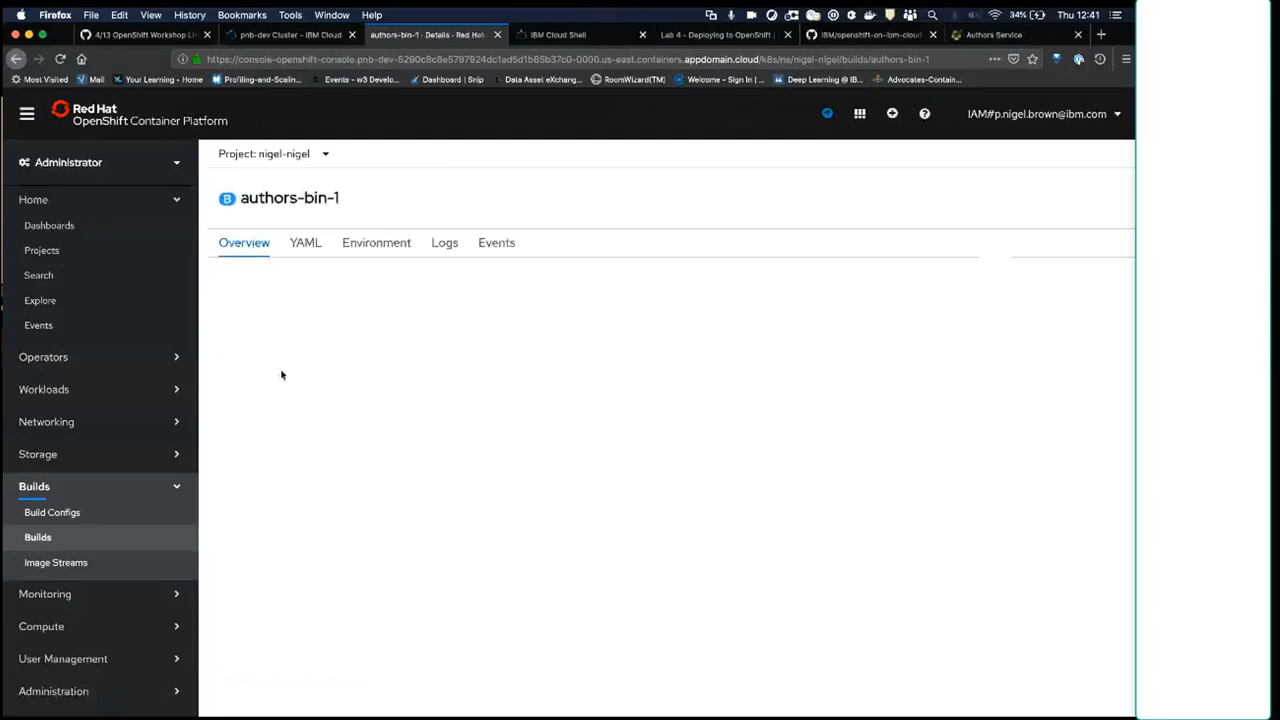 Firefox File Edit View History Bookmarks Tools Window Help 34% Thu 12:41
4/13 OpenShift Workshop Li pnb-dev Cluster - IBM Cloud authors-bin-1 - Details - Red Hat IBM Cloud Shell Lab 4 - Deploying to OpenShift IBM/openshift-on-ibm-cloud Authors Service
https://console-openshift-console.pnb-dev-5290c8c8e5797924dc1ad5d1b85b37c0-0000.us-east.containers.appdomain.cloud/k8s/ns/nigel-nigel/builds/authors-bin-1
Most Visited Mail Your Learning - Home Profiling-and-Scalin... Events - w3 Develo... Dashboard | Snip Data Asset eXchang... RoomWizard(TM) Welcome - Sign In | ... Deep Learning @ IB... Advocates-Contain...
Red Hat
OpenShift Container Platform
IAM#p.nigel.brown@ibm.com
Administrator
Project: nigel-nigel
B authors-bin-1
Overview YAML Environment Logs Events
Home
Dashboards
Projects
Search
Explore
Events
Operators
Workloads
Networking
Storage
Builds
Build Configs
Builds
Image Streams
Monitoring
Compute
User Management
Administration